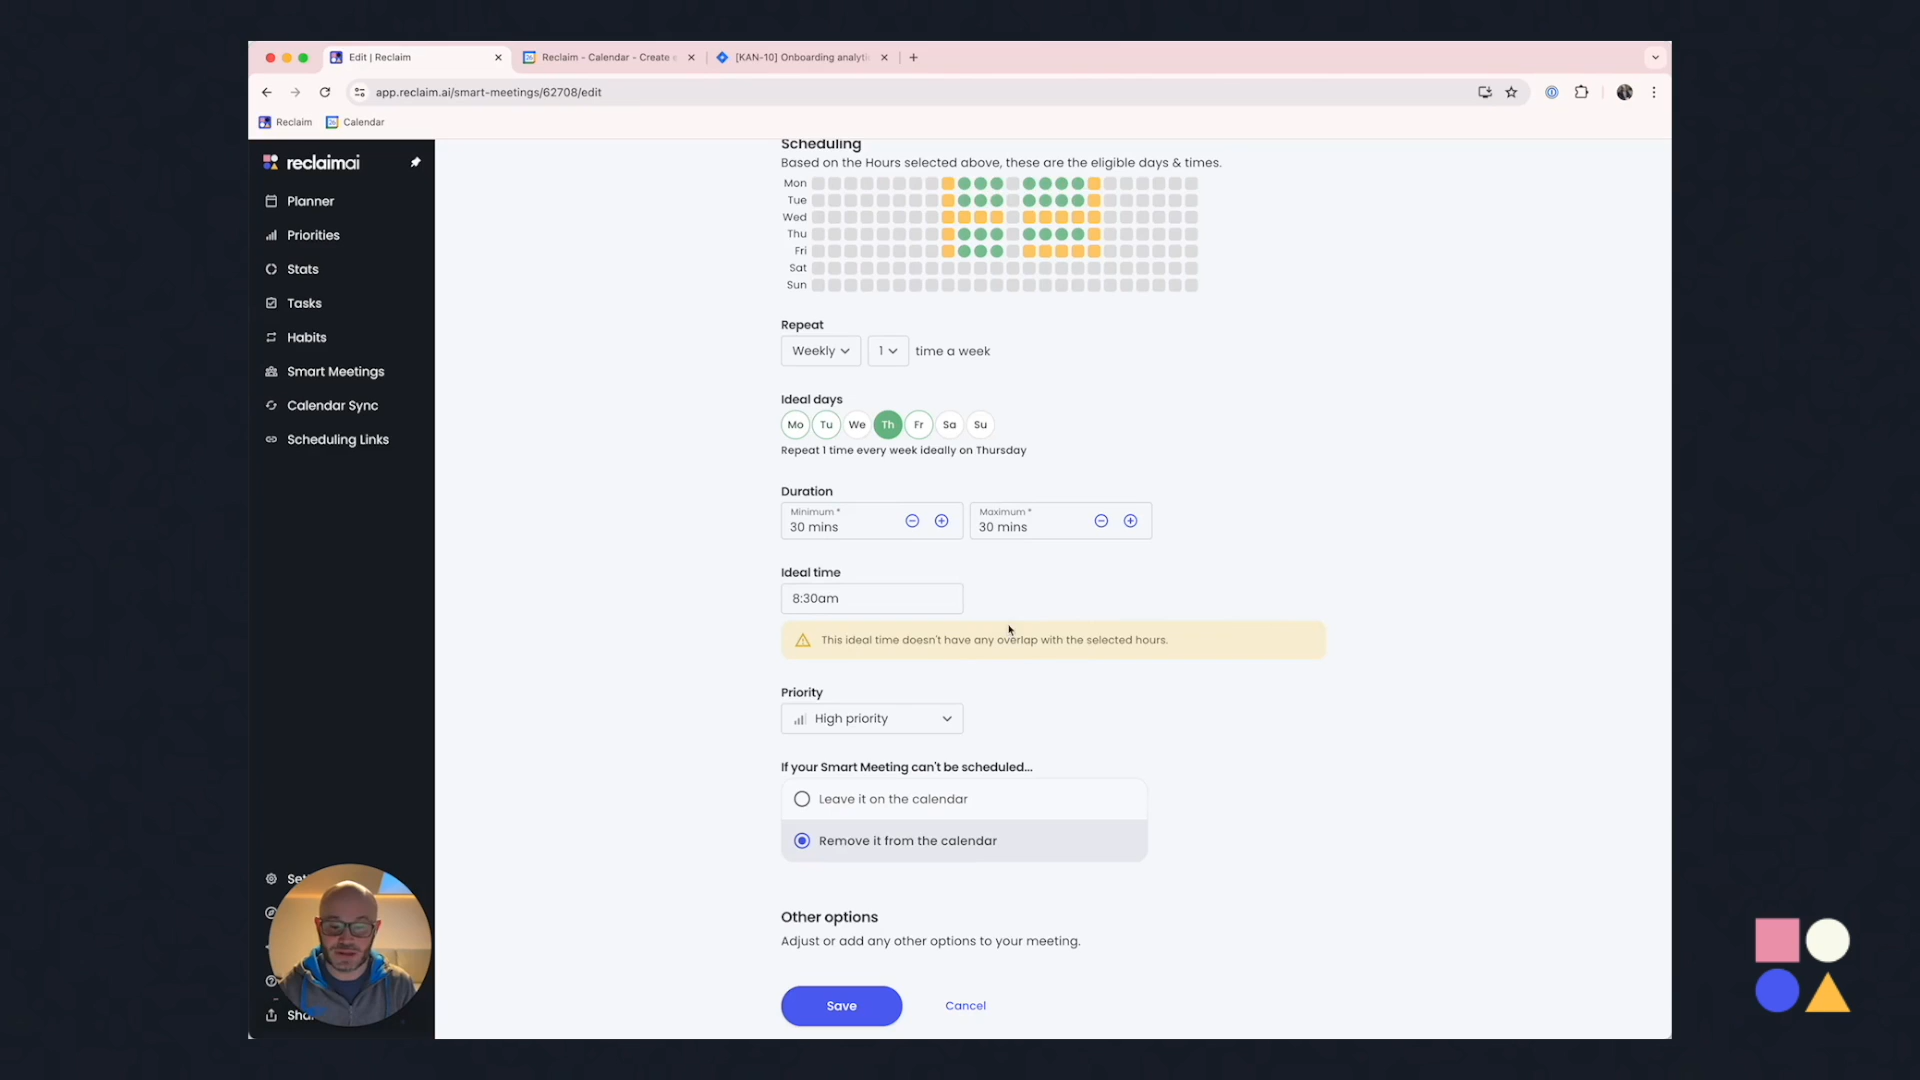 Edit | Reclaim
Reclaim - Calendar - Create e
[KAN-10] Onboarding analyti
app.reclaim.ai/smart-meetings/62708/edit
Reclaim
Calendar
reclaimai
Planner
Priorities
Stats
Tasks
Habits
Smart Meetings
Calendar Sync
Scheduling Links
Scheduling
Based on the Hours selected above, these are the eligible days & times.
Mon
Tue
Wed
Thu
Fri
Sat
Sun
Repeat
Weekly
1
time a week
Ideal days
Mo
Tu
We
Th
Fr
Sa
Su
Repeat 1 time every week ideally on Thursday
Duration
Minimum *
30 mins
Maximum *
30 mins
Ideal time
8:30am
This ideal time doesn't have any overlap with the selected hours.
Priority
High priority
If your Smart Meeting can't be scheduled...
Leave it on the calendar
Remove it from the calendar
Other options
Adjust or add any other options to your meeting.
Save
Cancel